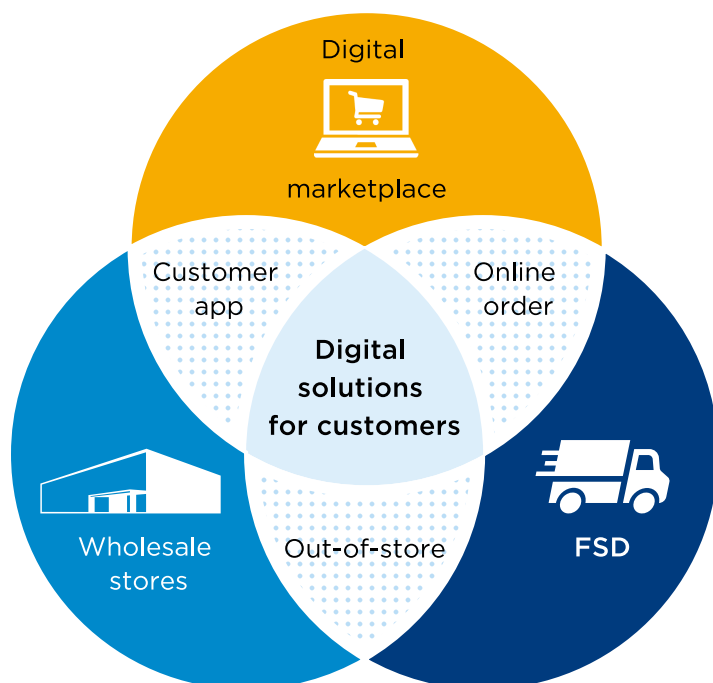 Digital
marketplace
Customer
app
Online
order
Digital
solutions
for customers
Wholesale
stores
Out-of-store
FSD